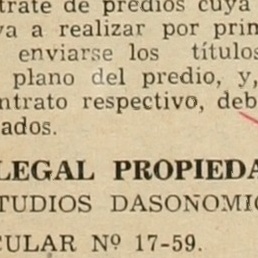 trate de predios cuya
va a realizar por prim
enviarse los títulos
plano del predio, y,
ntrato respectivo, deb
ados.
LEGAL PROPIEDA
TUDIOS DASONOMI
CULAR Nº 17-59.